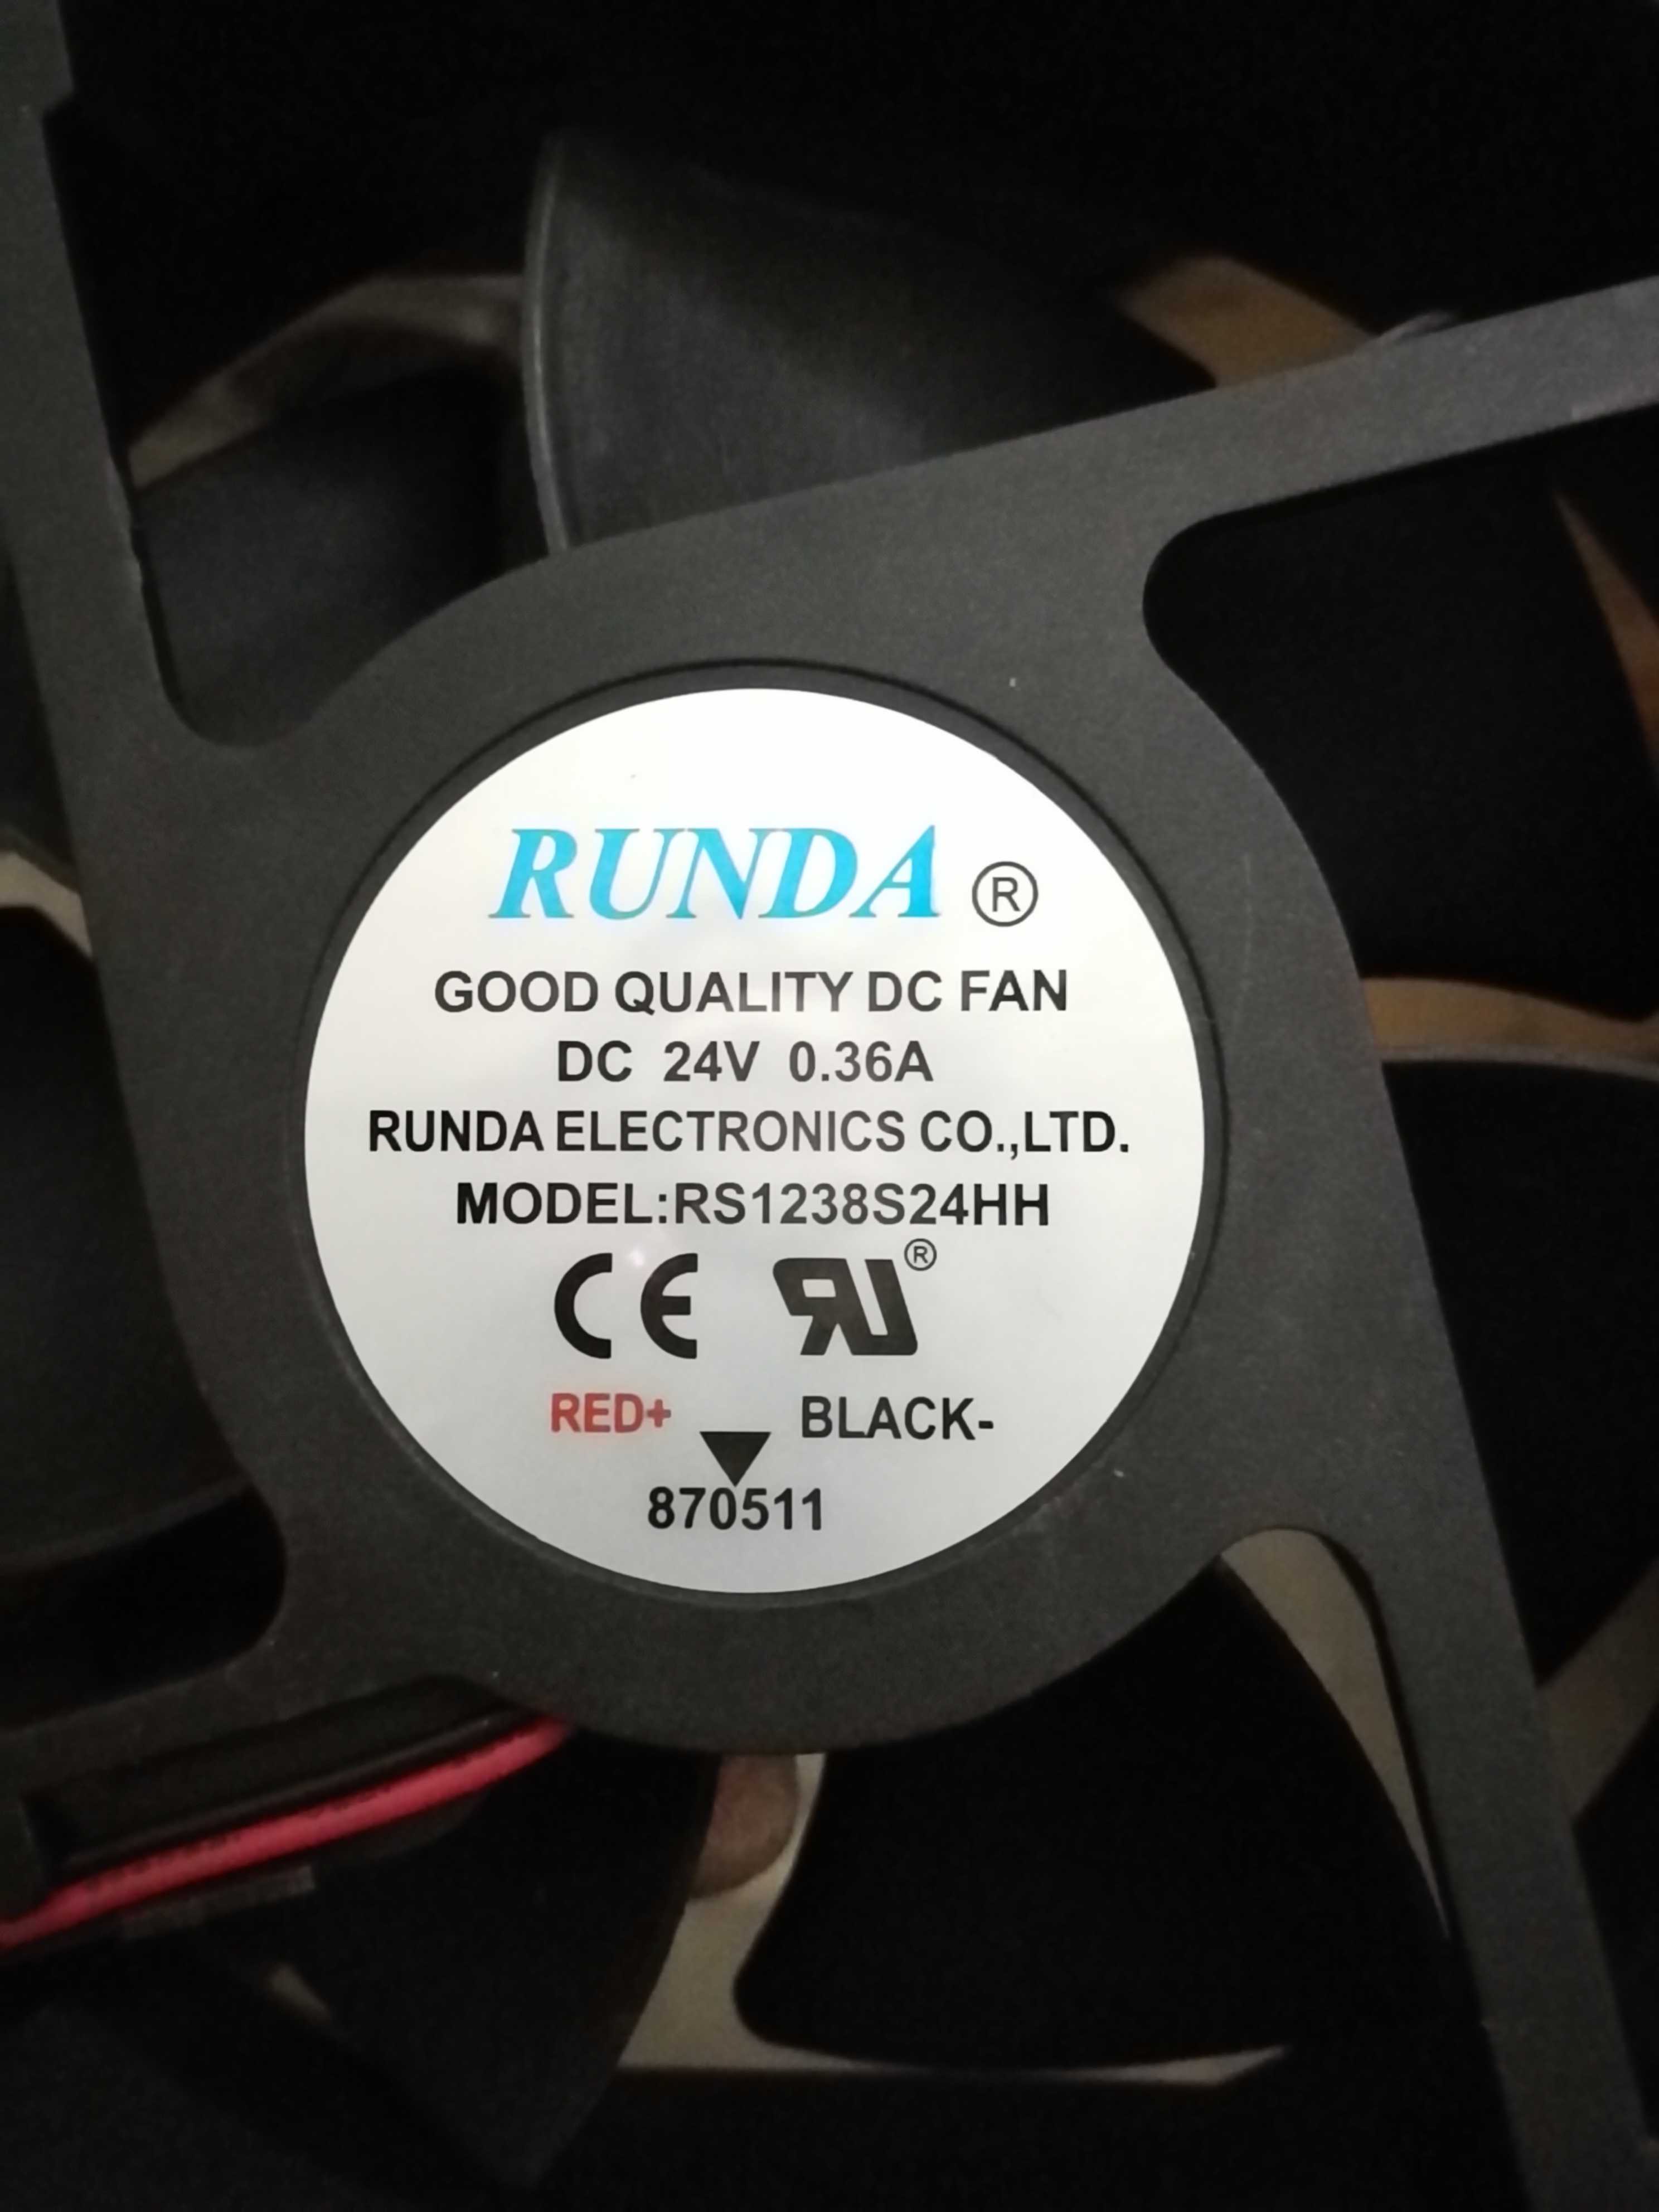 RUNDA ®
GOOD QUALITY DC FAN
DC 24V 0.36A
RUNDA ELECTRONICS CO.,LTD.
MODEL:RS1238S24HH
CE RU®
RED+ BLACK-
870511